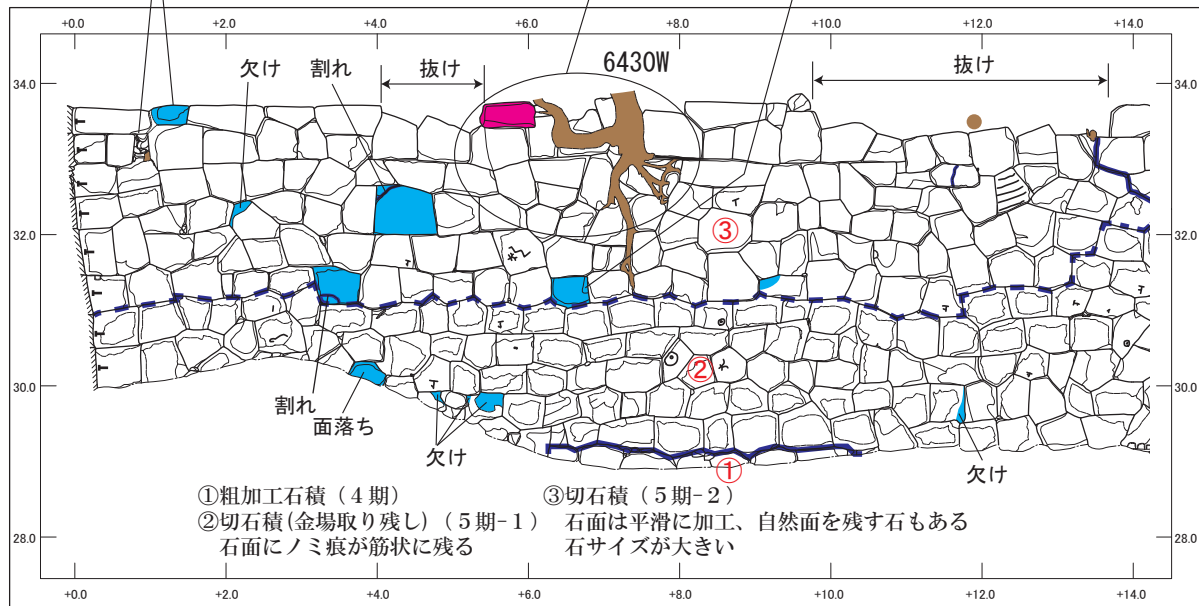 +0.0 +2.0 +4.0 +6.0 +8.0 +10.0 +12.0 +14.0
6430W
欠け 割れ 抜け 抜け
34.0 34.0
32.0 32.0
③
30.0 30.0
②
割れ
面落ち
欠け
①
欠け
①粗加工石積（４期）
②切石積(金場取り残し)（５期-１）
石面にノミ痕が筋状に残る
③切石積（５期-２）
石面は平滑に加工、自然面を残す石もある
石サイズが大きい
28.0 28.0
+0.0 +2.0 +4.0 +6.0 +8.0 +10.0 +12.0 +14.0